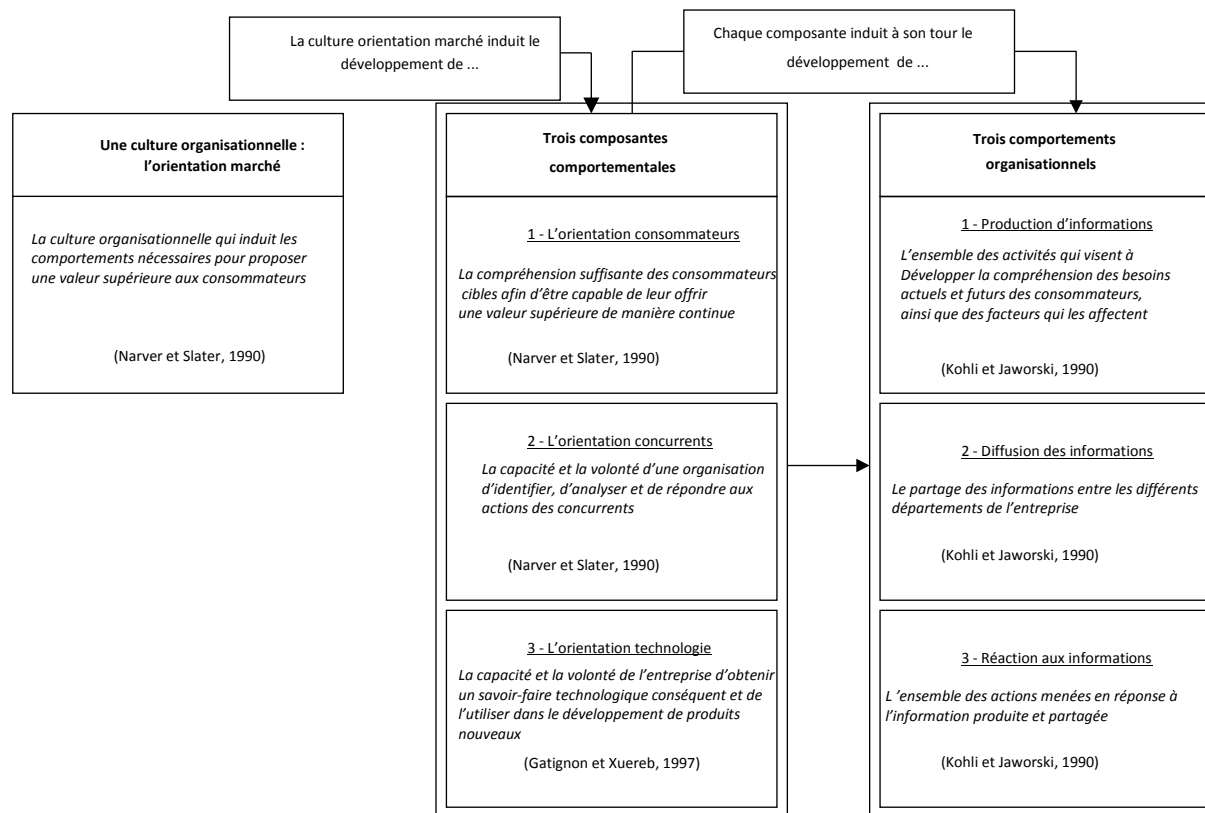 La culture orientation marché induit le
développement de ...
Chaque composante induit à son tour le
développement de ...
Une culture organisationnelle :
l’orientation marché
La culture organisationnelle qui induit les
comportements nécessaires pour proposer
une valeur supérieure aux consommateurs
(Narver et Slater, 1990)
Trois composantes
comportementales
1 - L’orientation consommateurs
La compréhension suffisante des consommateurs
cibles afin d’être capable de leur offrir
une valeur supérieure de manière continue
(Narver et Slater, 1990)
2 - L’orientation concurrents
La capacité et la volonté d’une organisation
d’identifier, d’analyser et de répondre aux
actions des concurrents
(Narver et Slater, 1990)
3 - L’orientation technologie
La capacité et la volonté de l’entreprise d’obtenir
un savoir-faire technologique conséquent et de
l’utiliser dans le développement de produits
nouveaux
(Gatignon et Xuereb, 1997)
Trois comportements
organisationnels
1 - Production d’informations
L’ensemble des activités qui visent à
Développer la compréhension des besoins
actuels et futurs des consommateurs,
ainsi que des facteurs qui les affectent
(Kohli et Jaworski, 1990)
2 - Diffusion des informations
Le partage des informations entre les différents
départements de l’entreprise
(Kohli et Jaworski, 1990)
3 - Réaction aux informations
L ’ensemble des actions menées en réponse à
l’information produite et partagée
(Kohli et Jaworski, 1990)